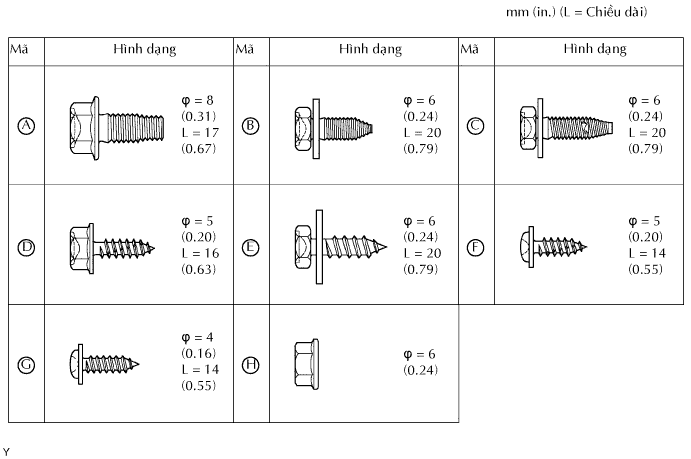 mm (in.) (L = Chiều dài)
Mã Hình dạng Mã Hình dạng Mã Hình dạng
A
φ = 8
(0.31)
L = 17
(0.67)
B
φ = 6
(0.24)
L = 20
(0.79)
C
φ = 6
(0.24)
L = 20
(0.79)
D
φ = 5
(0.20)
L = 16
(0.63)
E
φ = 6
(0.24)
L = 20
(0.79)
F
φ = 5
(0.20)
L = 14
(0.55)
G
φ = 4
(0.16)
L = 14
(0.55)
H
φ = 6
(0.24)
Y